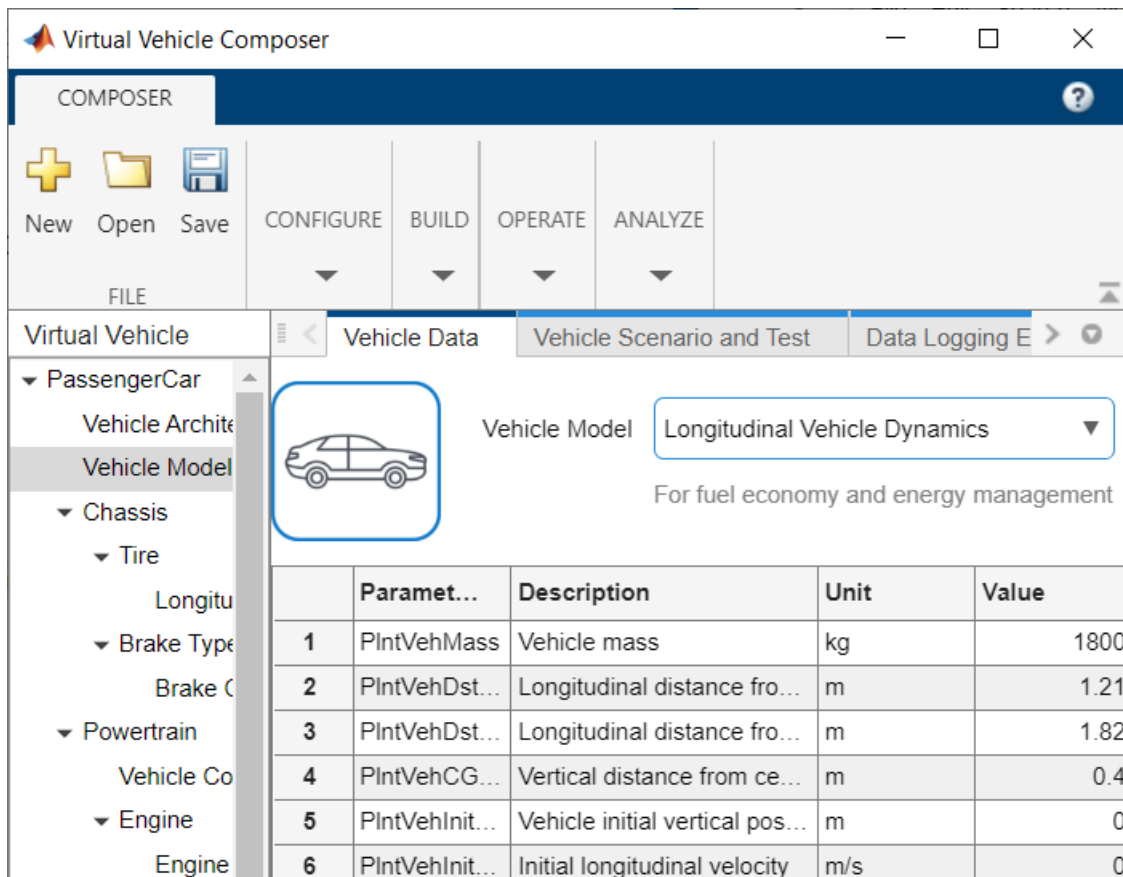 Virtual Vehicle Composer
COMPOSER
New Open Save
CONFIGURE BUILD OPERATE ANALYZE
FILE
Virtual Vehicle
Vehicle Data Vehicle Scenario and Test Data Logging E
PassengerCar
Vehicle Archite
Vehicle Model
Chassis
Tire
Longitu
Brake Type
Brake C
Powertrain
Vehicle Co
Engine
Engine
Vehicle Model Longitudinal Vehicle Dynamics
For fuel economy and energy management
Paramet... Description Unit Value
1 PlntVehMass Vehicle mass kg 1800
2 PlntVehDst... Longitudinal distance fro... m 1.21
3 PlntVehDst... Longitudinal distance fro... m 1.82
4 PlntVehCG... Vertical distance from ce... m 0.4
5 PlntVehInit... Vehicle initial vertical pos... m 0
6 PlntVehInit... Initial longitudinal velocity m/s 0